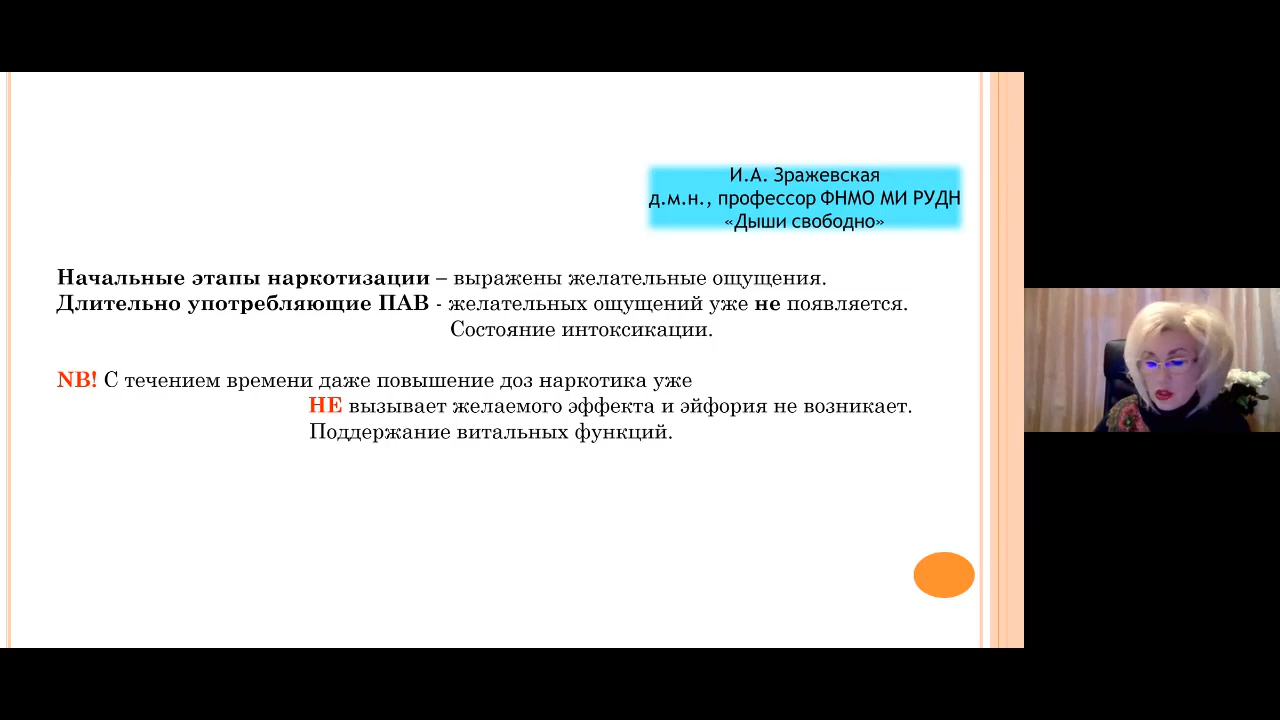 И.А. Зражевская
д.м.н., профессор ФНМО МИ РУДН
«Дыши свободно»
Начальные этапы наркотизации – выражены желательные ощущения.
Длительно употребляющие ПАВ - желательных ощущений уже не появляется.
Состояние интоксикации.
NB! С течением времени даже повышение доз наркотика уже
НЕ вызывает желаемого эффекта и эйфория не возникает.
Поддержание витальных функций.